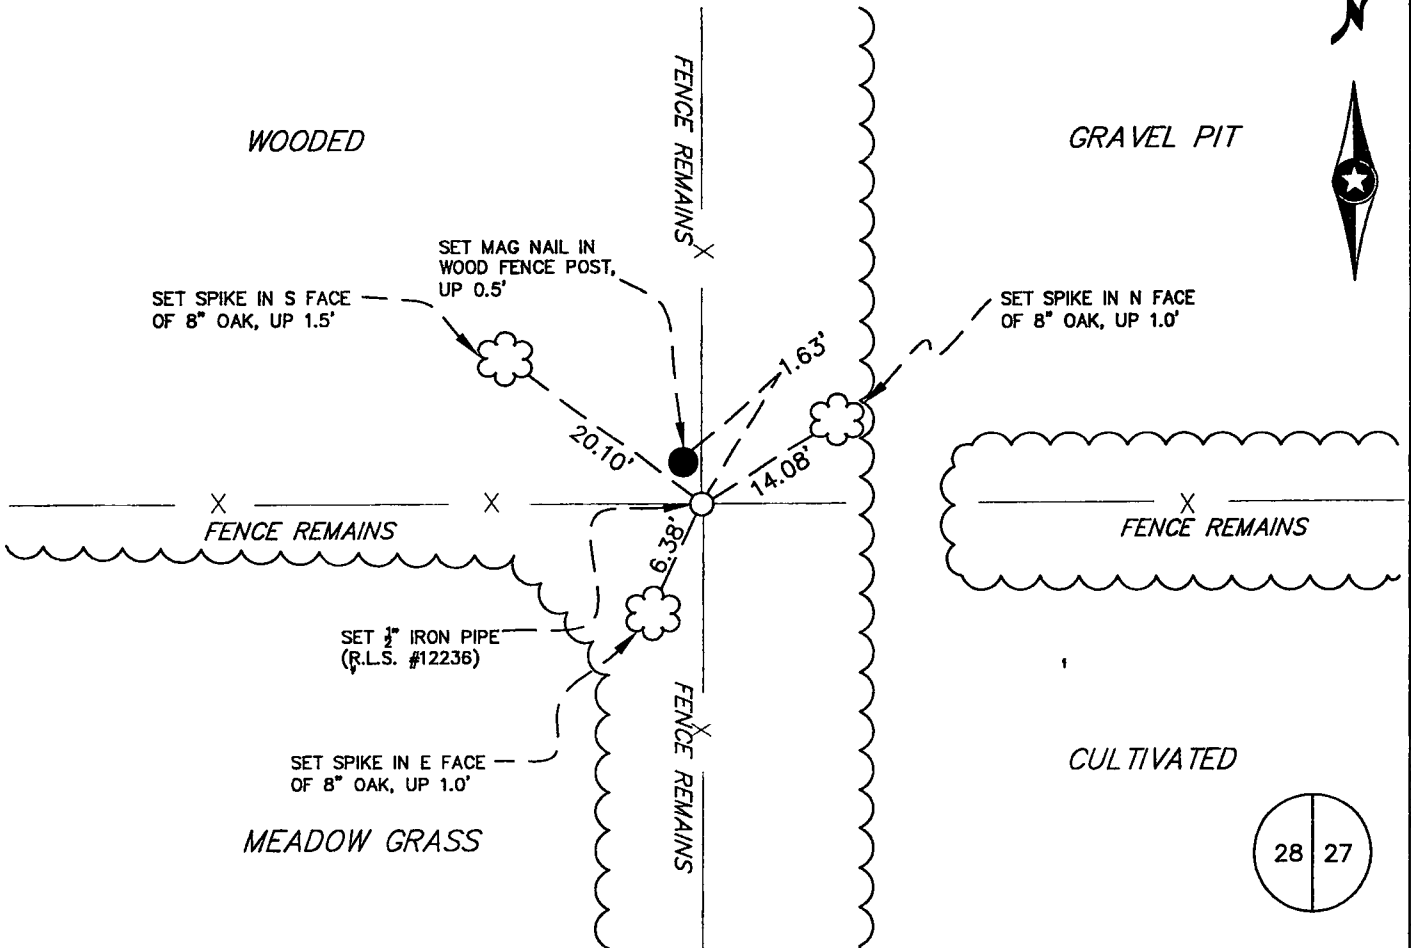 N
FENCE REMAINS
WOODED
GRAVEL PIT
SET MAG NAIL IN
WOOD FENCE POST,
UP 0.5'
SET SPIKE IN S FACE
OF 8" OAK, UP 1.5'
SET SPIKE IN N FACE
OF 8" OAK, UP 1.0'
1.63'
20.10'
14.08'
FENCE REMAINS
FENCE REMAINS
6.38'
SET 1/2" IRON PIPE
(R.L.S. #12236)
FENCE REMAINS
SET SPIKE IN E FACE
OF 8" OAK, UP 1.0'
CULTIVATED
MEADOW GRASS
28 27